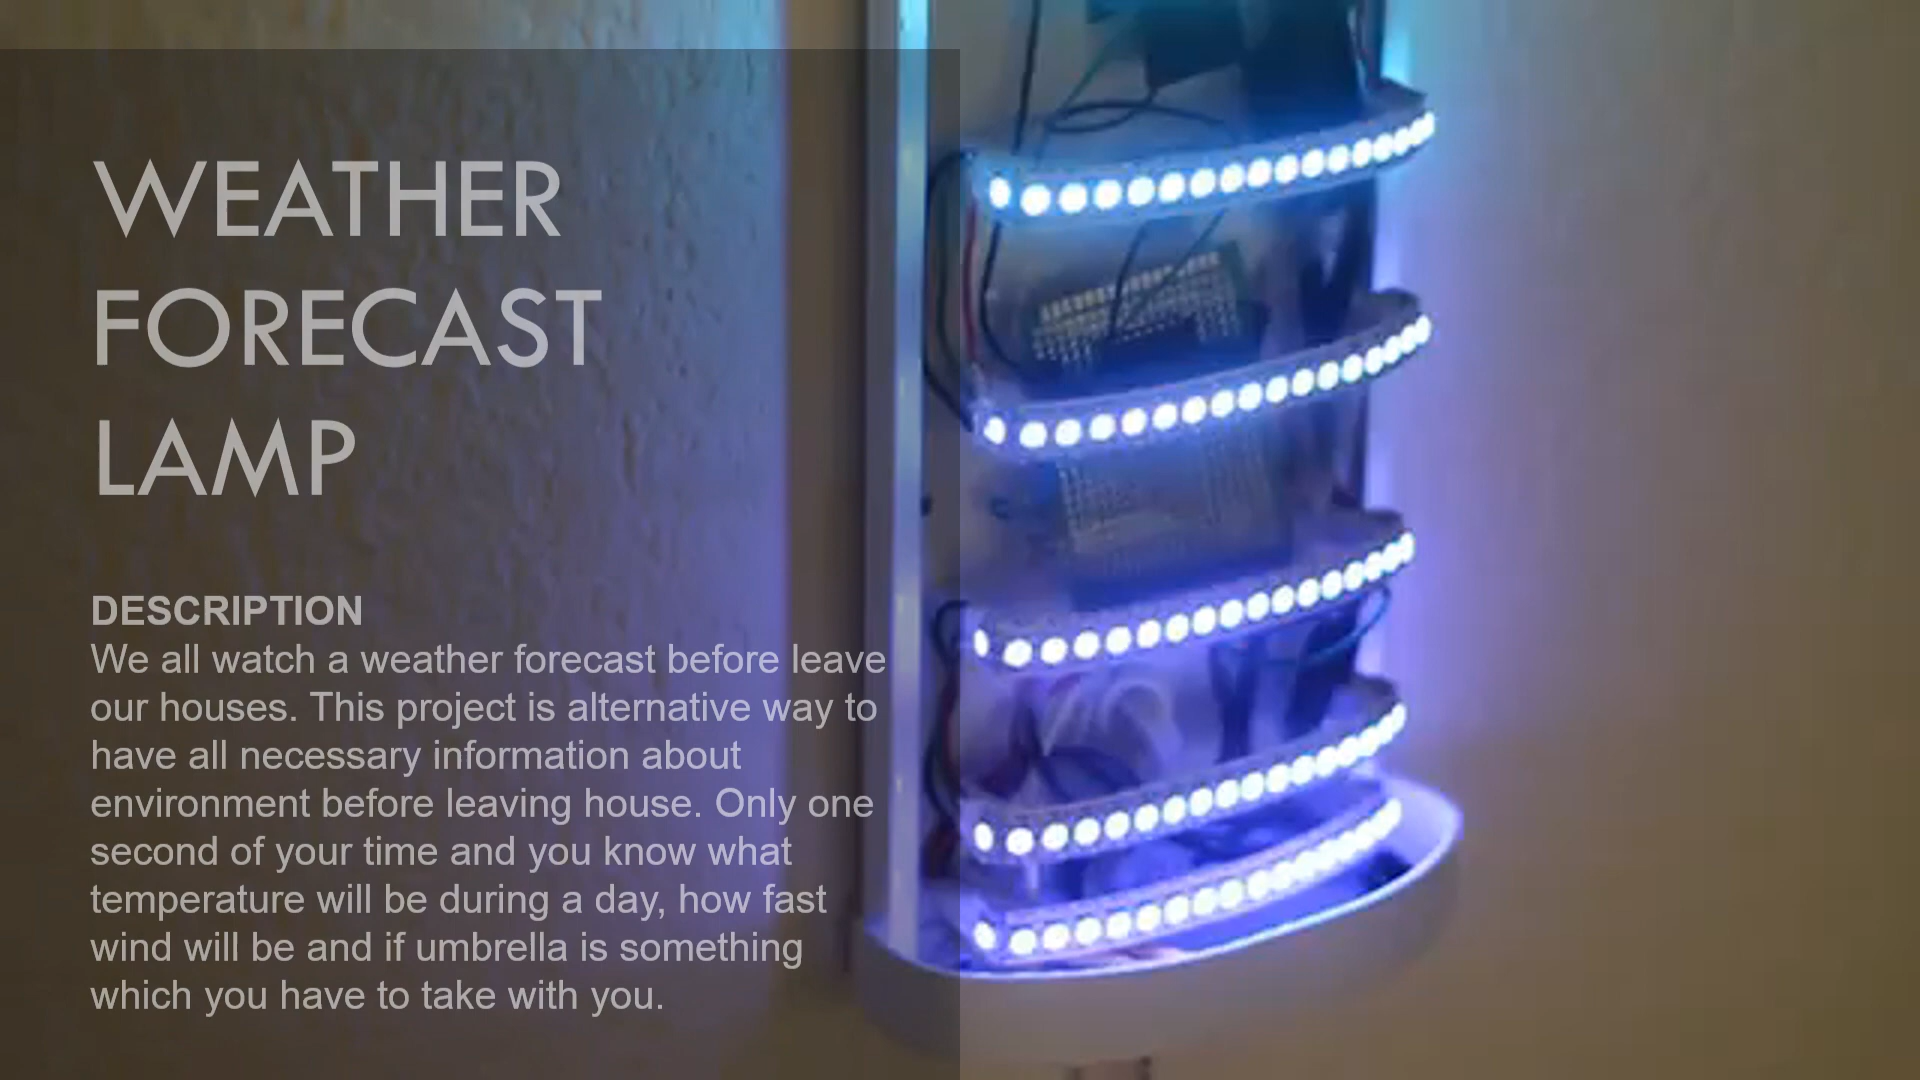 WEATHER
FORECAST
LAMP
DESCRIPTION
We all watch a weather forecast before leave
our houses. This project is alternative way to
have all necessary information about
environment before leaving house. Only one
second of your time and you know what
temperature will be during a day, how fast
wind will be and if umbrella is something
which you have to take with you.